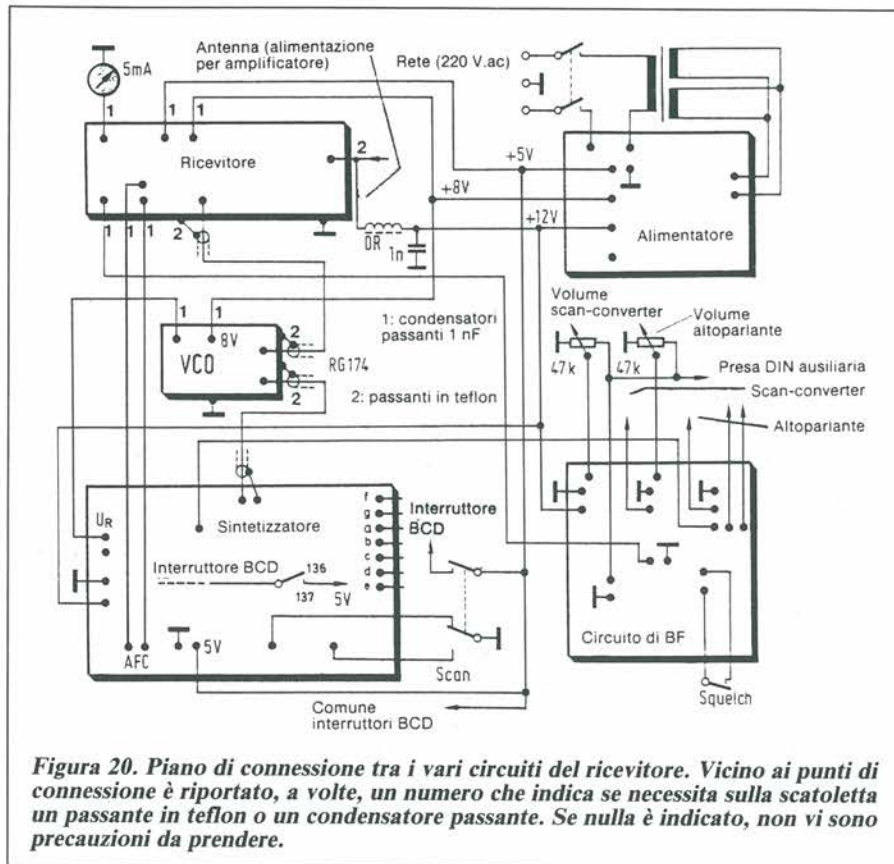 Antenna (alimentazione
per amplificatore)
Rete (220 V.ac)
5mA
1
1
1
2
Ricevitore
+5V
+8V
+12V
Alimentatore
1
1
1
2
DR
1n
1
1
8V
VCO
2
2
RG174
1: condensatori
passanti 1 nF
2: passanti in teflon
Volume
scan-converter
Volume
altoparlante
47k
47k
Presa DIN ausiliaria
Scan-converter
Altoparlante
UR
Sintetizzatore
f
g
a
b
c
d
e
Interruttore
BCD
Interruttore BCD
136
137
5V
AFC
5V
Scan
Circuito di BF
Squelch
Comune
interruttori BCD
Figura 20. Piano di connessione tra i vari circuiti del ricevitore. Vicino ai punti di
connessione è riportato, a volte, un numero che indica se necessita sulla scatoletta
un passante in teflon o un condensatore passante. Se nulla è indicato, non vi sono
precauzioni da prendere.